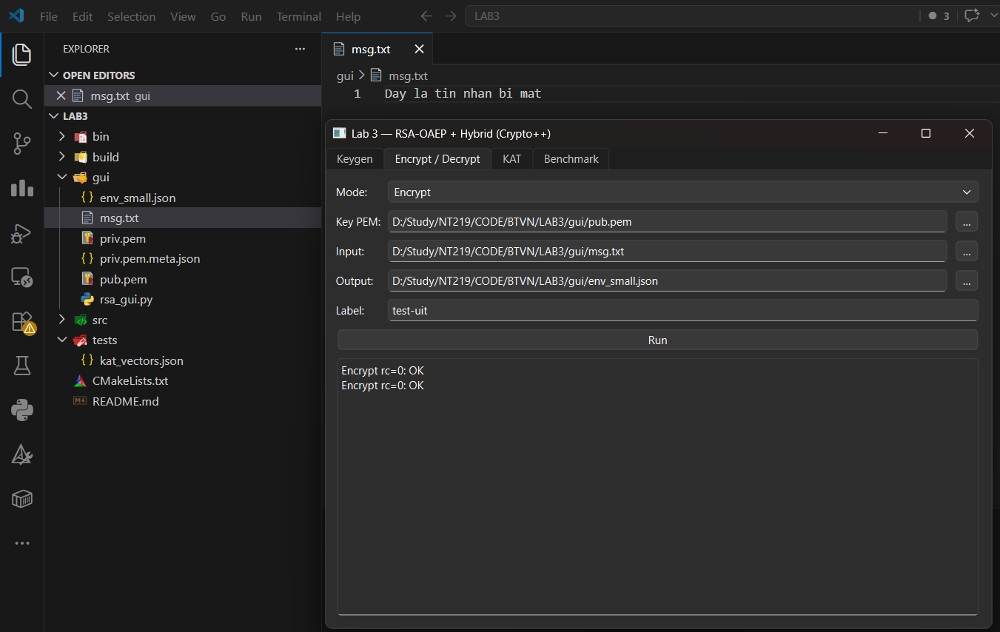 File Edit Selection View Go Run Terminal Help LAB3 3
EXPLORER
OPEN EDITORS
msg.txt gui
LAB3
bin
build
gui
{} env_small.json
msg.txt
priv.pem
{} priv.pem.meta.json
pub.pem
rsa_gui.py
src
tests
{} kat_vectors.json
CMakeLists.txt
README.md
msg.txt
gui > msg.txt
1 Day la tin nhan bi mat
Lab 3 — RSA-OAEP + Hybrid (Crypto++)
Keygen Encrypt / Decrypt KAT Benchmark
Mode: Encrypt
Key PEM: D:/Study/NT219/CODE/BTVN/LAB3/gui/pub.pem ...
Input: D:/Study/NT219/CODE/BTVN/LAB3/gui/msg.txt ...
Output: D:/Study/NT219/CODE/BTVN/LAB3/gui/env_small.json ...
Label: test-uit
Run
Encrypt rc=0: OK
Encrypt rc=0: OK